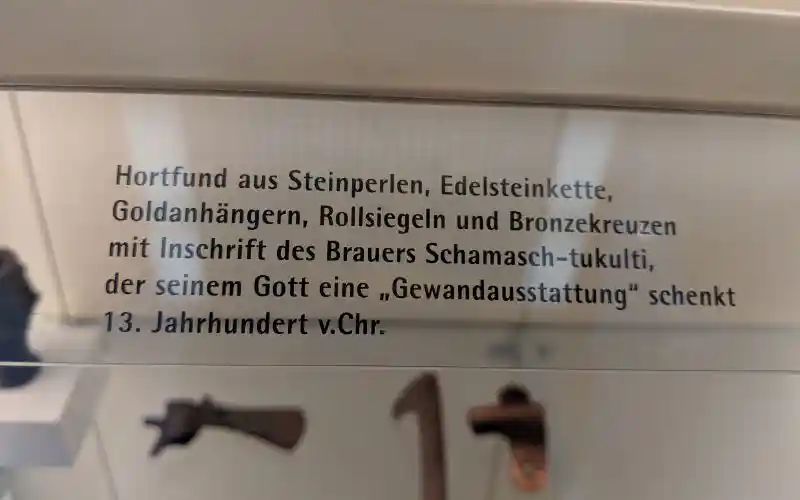 Hortfund aus Steinperlen, Edelsteinkette,
Goldanhängern, Rollsiegeln und Bronzekreuzen
mit Inschrift des Brauers Schamasch-tukulti,
der seinem Gott eine „Gewandausstattung" schenkt
13. Jahrhundert v.Chr.